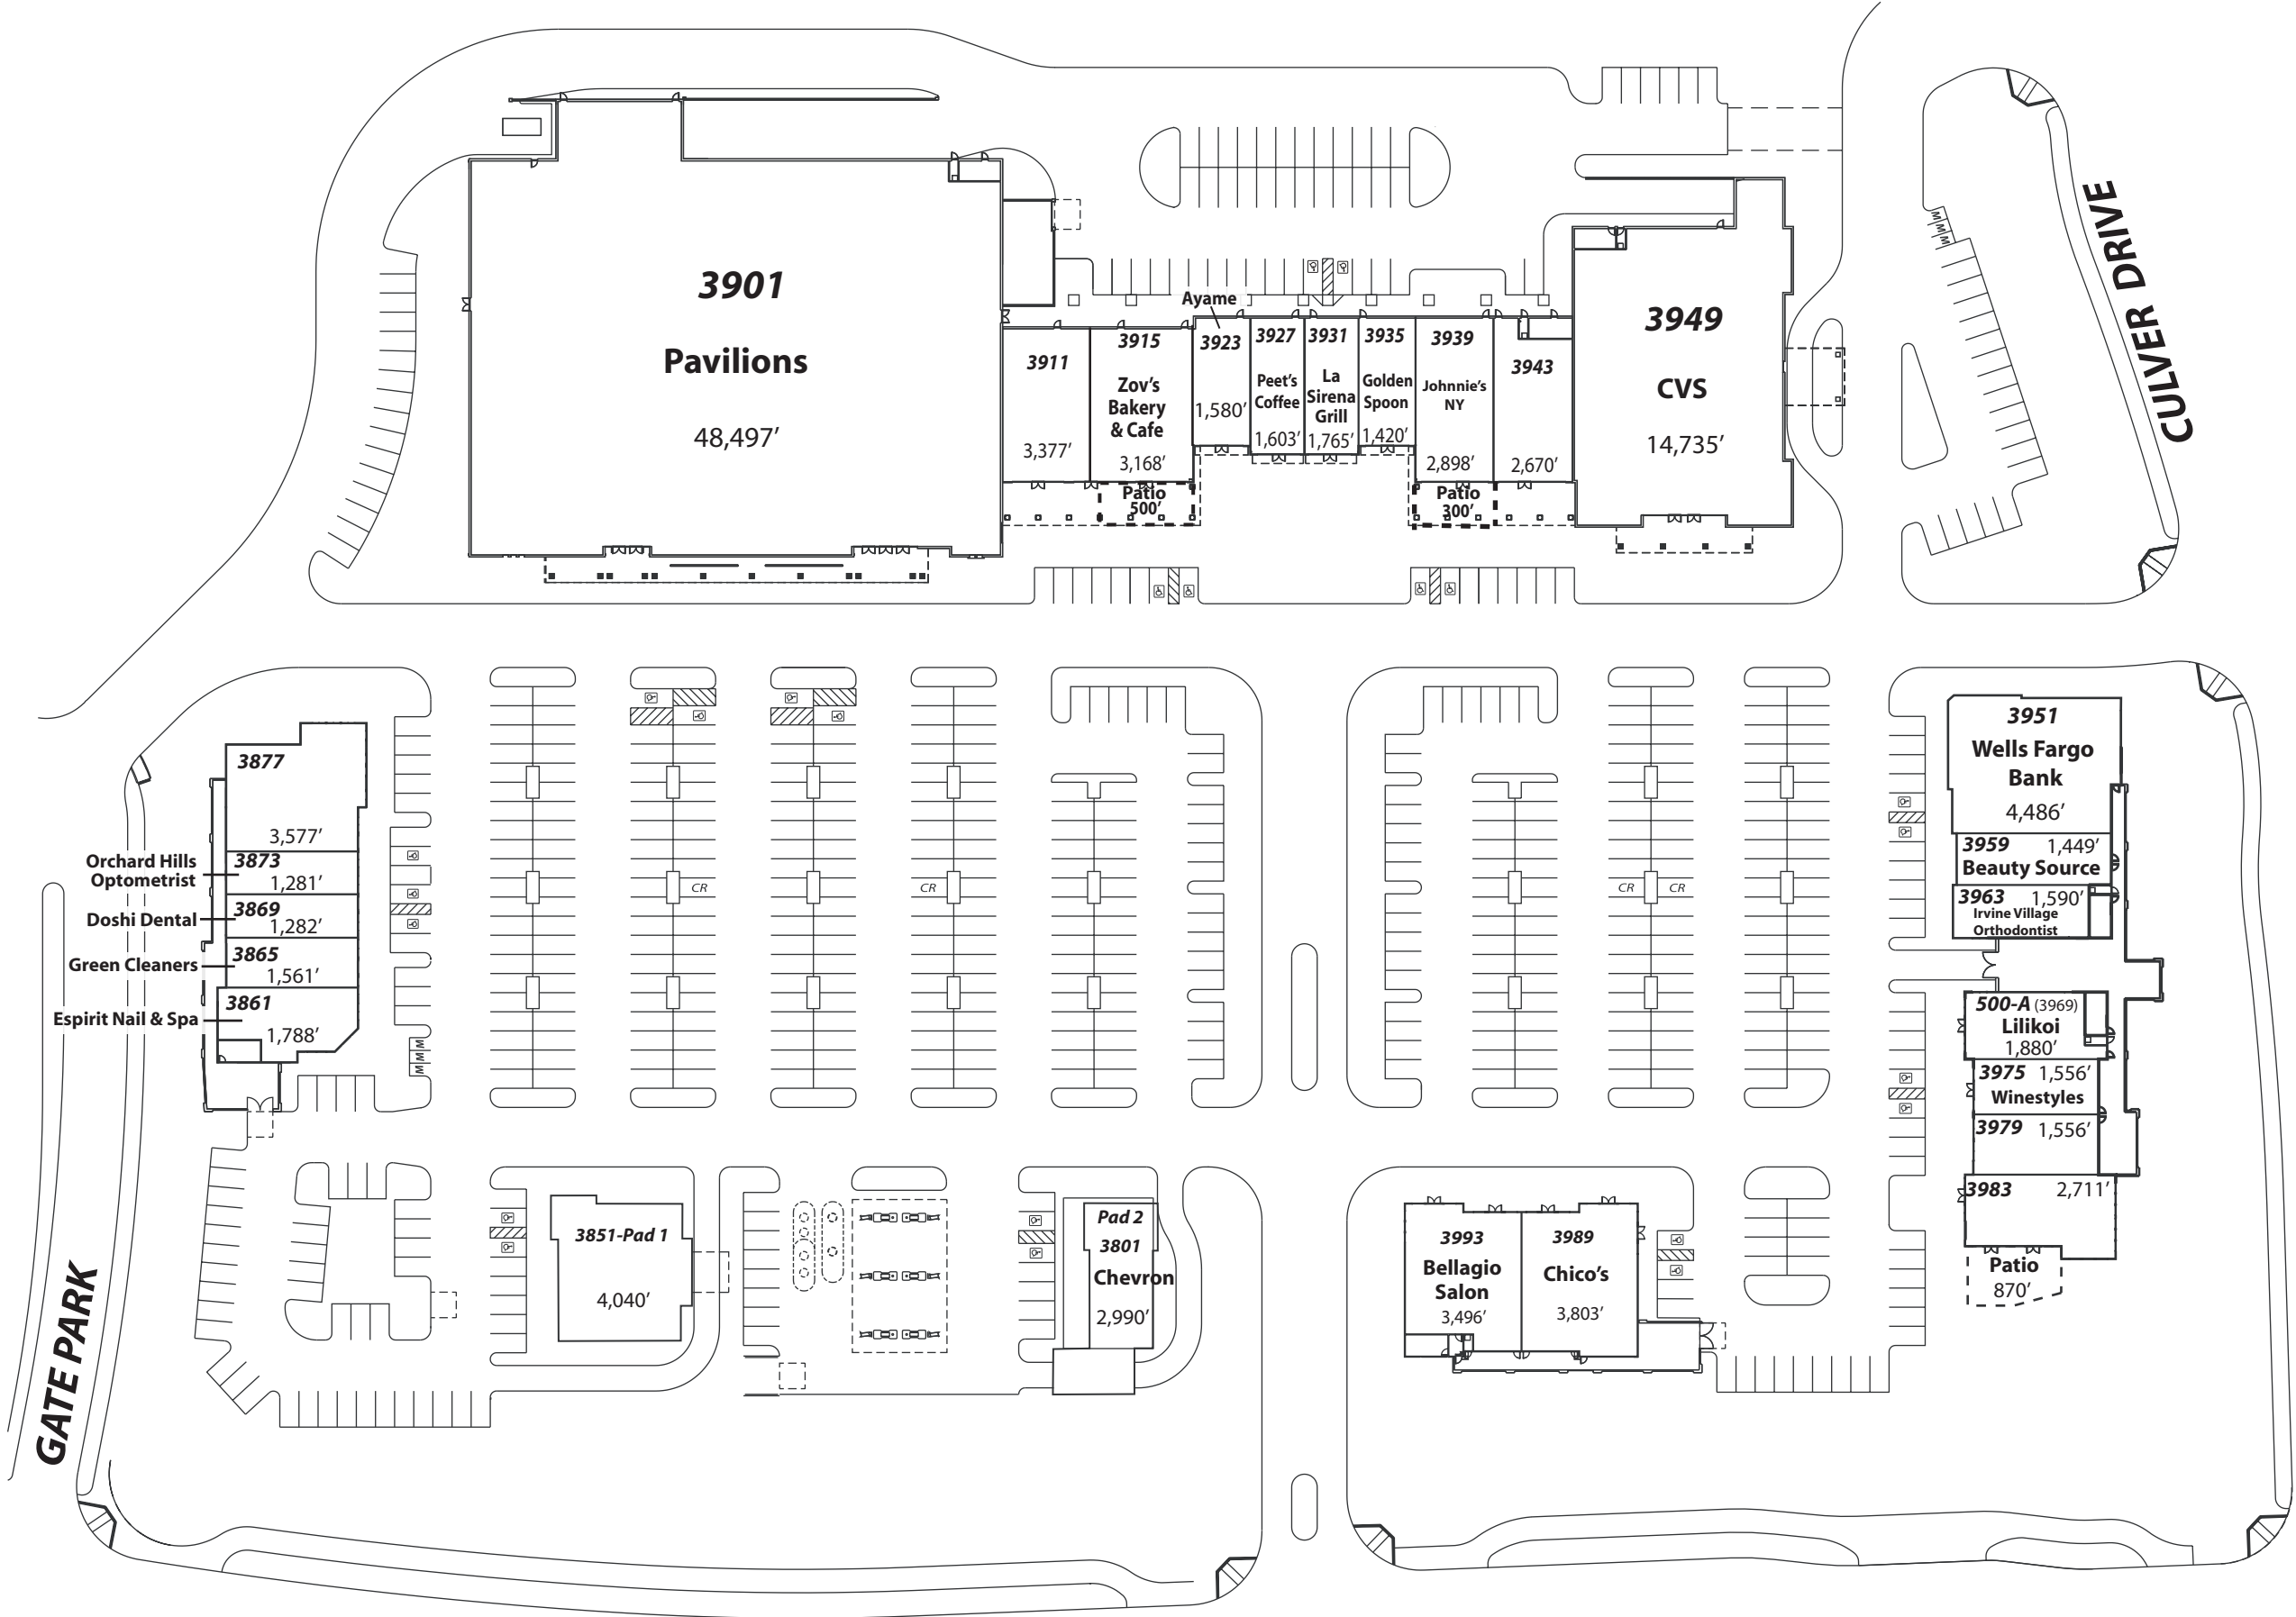 3901
Pavilions
48,497′
3911
3,377′
3915
Zov's
Bakery
& Cafe
3,168′
Patio
500′
Ayame
3923
1,580′
3927
Peet's
Coffee
1,603′
3931
La
Sirena
Grill
1,765′
3935
Golden
Spoon
1,420′
3939
Johnnie's
NY
2,898′
Patio
300′
3943
2,670′
3949
CVS
14,735′
M
M
M
CULVER DRIVE
3877
3,577′
Orchard Hills
Optometrist
3873
1,281′
Doshi Dental
3869
1,282′
Green Cleaners
3865
1,561′
Espirit Nail & Spa
3861
1,788′
M
M
M
CR
CR
CR
CR
3951
Wells Fargo
Bank
4,486′
3959 1,449′
Beauty Source
3963 1,590′
Irvine Village
Orthodontist
500-A (3969)
Lilikoi
1,880′
3975 1,556′
Winestyles
3979 1,556′
3983 2,711′
Patio
870′
GATE PARK
3851-Pad 1
4,040′
Pad 2
3801
Chevron
2,990′
3993
Bellagio
Salon
3,496′
3989
Chico's
3,803′